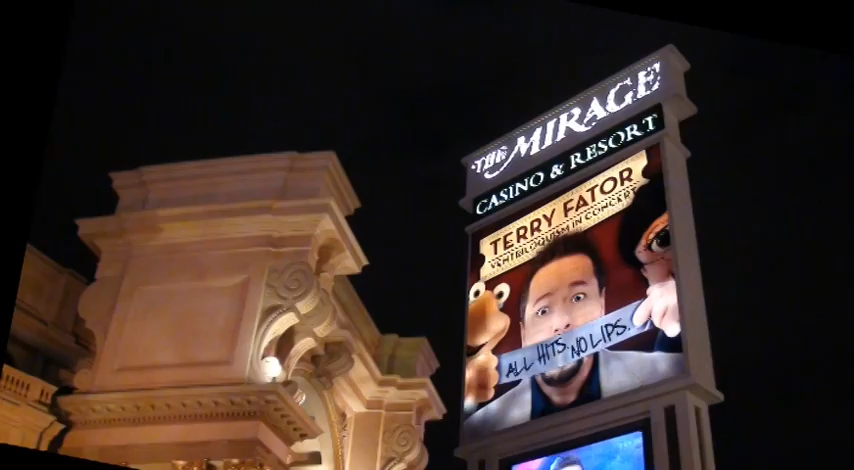 THE MIRAGE
CASINO & RESORT
TERRY FATOR
VENTRILOQUISM IN CONCERT
ALL HITS. NO LIPS.